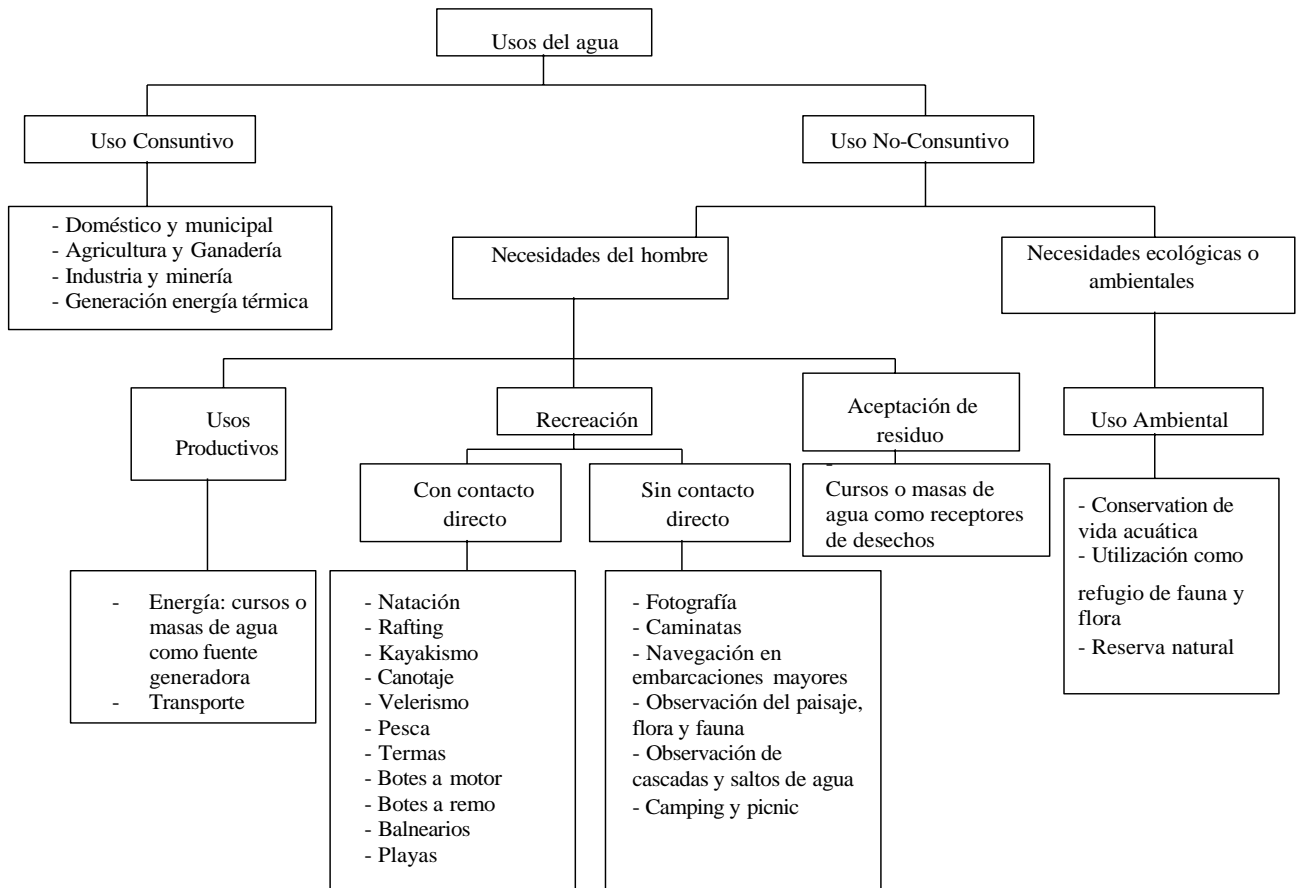 Usos del agua
Uso Consuntivo
Uso No-Consuntivo
- Doméstico y municipal
- Agricultura y Ganadería
- Industria y minería
- Generación energía térmica
Necesidades del hombre
Necesidades ecológicas o
ambientales
Usos
Productivos
Recreación
Aceptación de
residuo
Uso Ambiental
Con contacto
directo
Sin contacto
directo
-
Cursos o masas de
agua como receptores
de desechos
- Conservation de
vida acuática
- Utilización como
refugio de fauna y
flora
- Reserva natural
- Energía: cursos o
masas de agua
como fuente
generadora
- Transporte
- Natación
- Rafting
- Kayakismo
- Canotaje
- Velerismo
- Pesca
- Termas
- Botes a motor
- Botes a remo
- Balnearios
- Playas
- Fotografía
- Caminatas
- Navegación en
embarcaciones mayores
- Observación del paisaje,
flora y fauna
- Observación de
cascadas y saltos de agua
- Camping y picnic